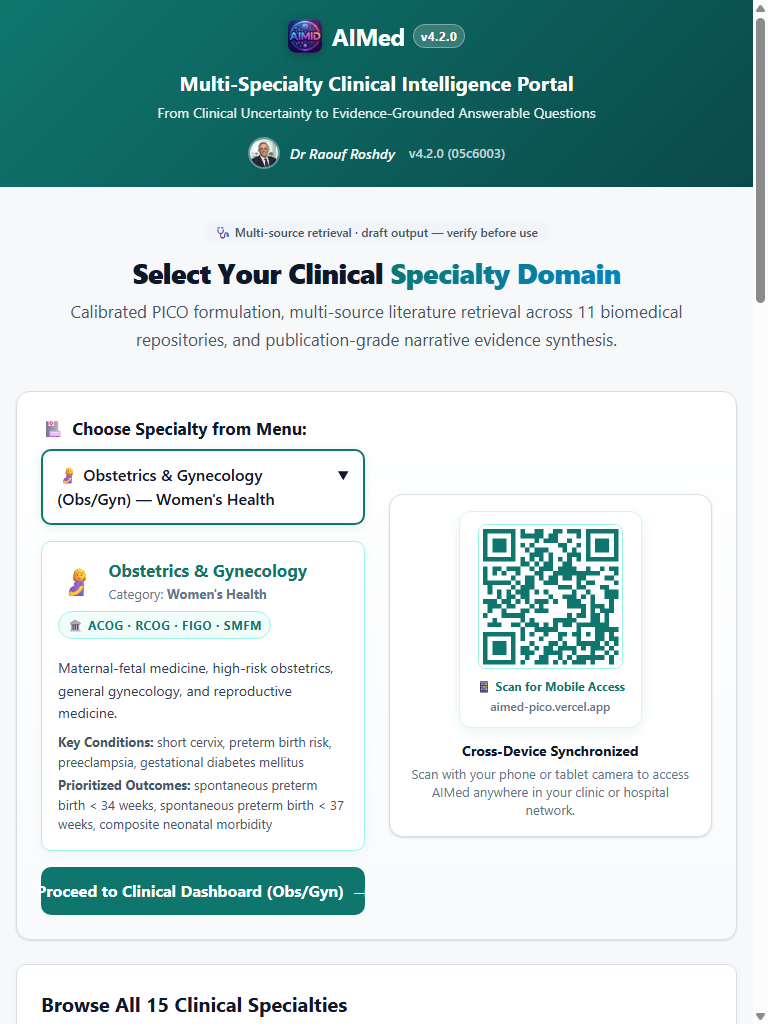 AIMID
AIMed v4.2.0
Multi-Specialty Clinical Intelligence Portal
From Clinical Uncertainty to Evidence-Grounded Answerable Questions
Dr Raouf Roshdy v4.2.0 (05c6003)
Multi-source retrieval · draft output — verify before use
Select Your Clinical Specialty Domain
Calibrated PICO formulation, multi-source literature retrieval across 11 biomedical
repositories, and publication-grade narrative evidence synthesis.
Choose Specialty from Menu:
Obstetrics & Gynecology
(Obs/Gyn) — Women's Health
Obstetrics & Gynecology
Category: Women's Health
ACOG · RCOG · FIGO · SMFM
Maternal-fetal medicine, high-risk obstetrics,
general gynecology, and reproductive
medicine.
Key Conditions: short cervix, preterm birth risk,
preeclampsia, gestational diabetes mellitus
Prioritized Outcomes: spontaneous preterm
birth < 34 weeks, spontaneous preterm birth < 37
weeks, composite neonatal morbidity
Proceed to Clinical Dashboard (Obs/Gyn) →
Scan for Mobile Access
aimed-pico.vercel.app
Cross-Device Synchronized
Scan with your phone or tablet camera to access
AIMed anywhere in your clinic or hospital
network.
Browse All 15 Clinical Specialties